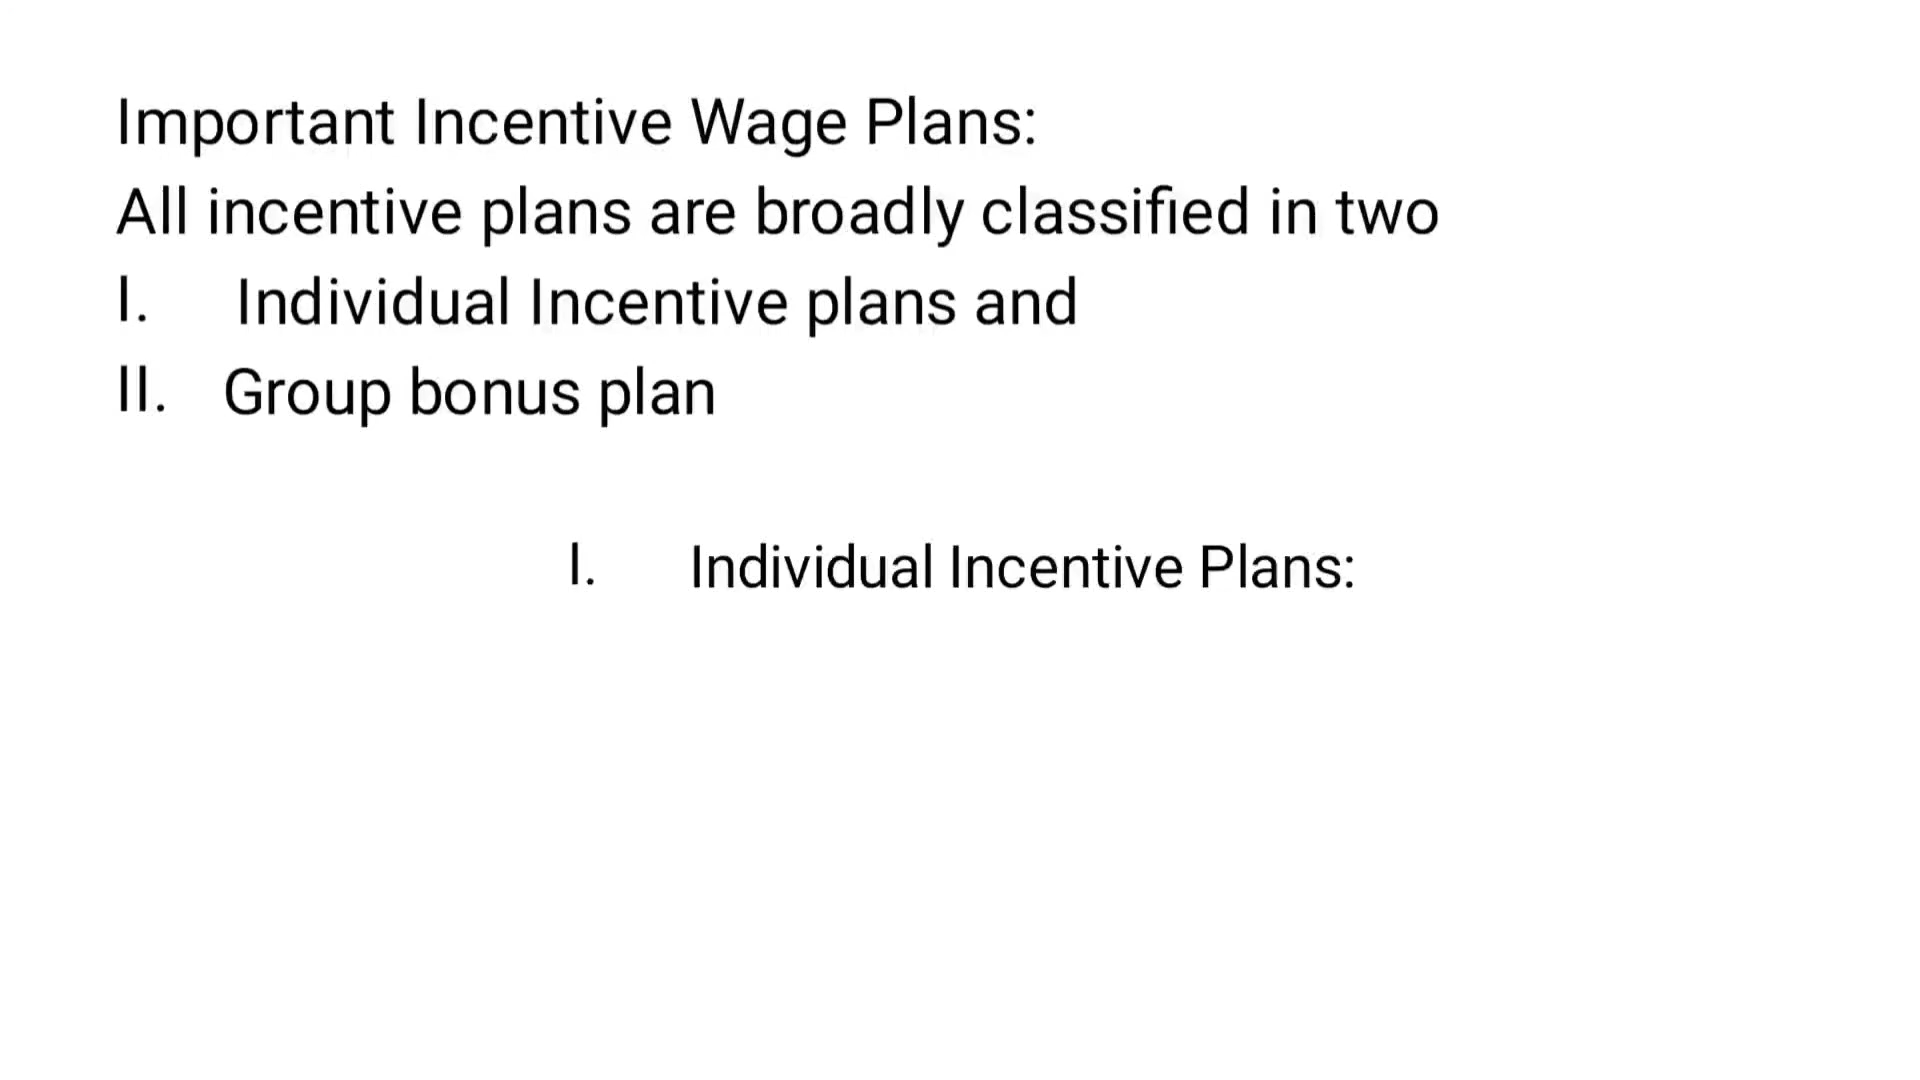 Important Incentive Wage Plans:
All incentive plans are broadly classified in two
I. Individual Incentive plans and
II. Group bonus plan
I. Individual Incentive Plans: